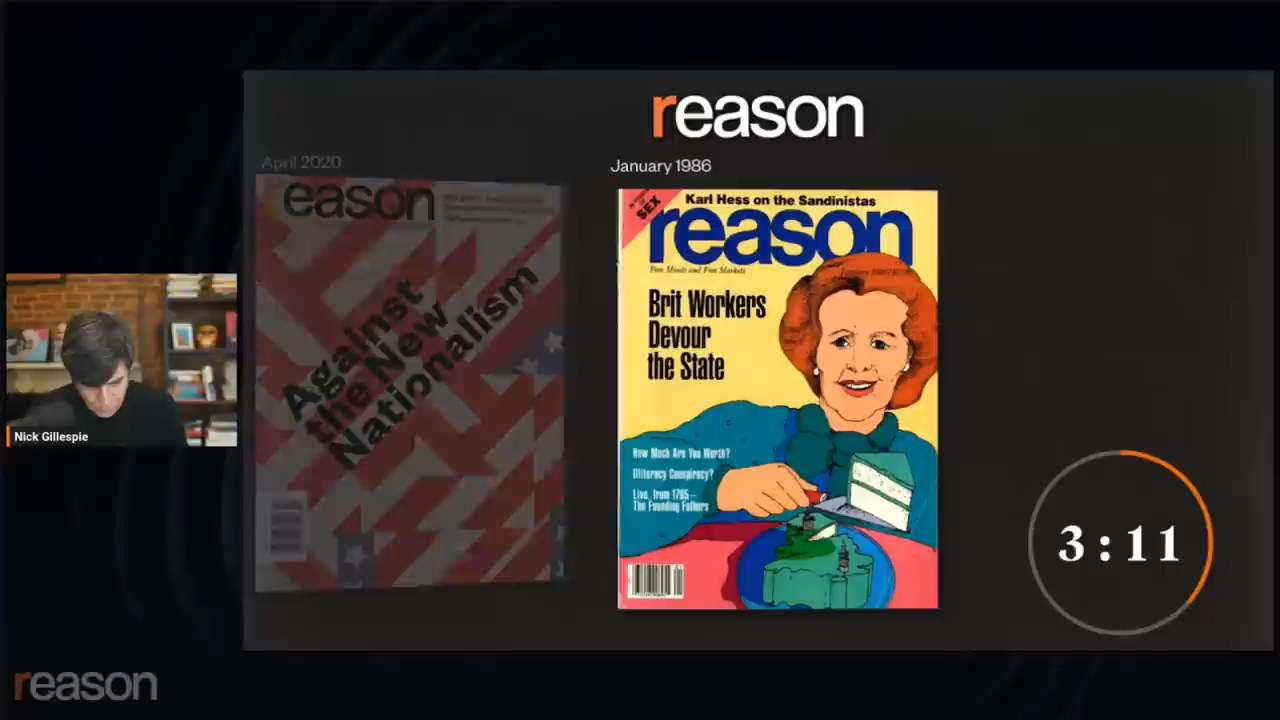 reason
April 2020
eason
Against
the New
Nationalism
January 1986
SEX
Karl Hess on the Sandinistas
reason
Free Minds and Free Markets
Brit Workers
Devour
the State
How Much Are You Worth?
Illiteracy Conspiracy?
Live, from 1785—
The Founding Fathers
3:11
Nick Gillespie
reason